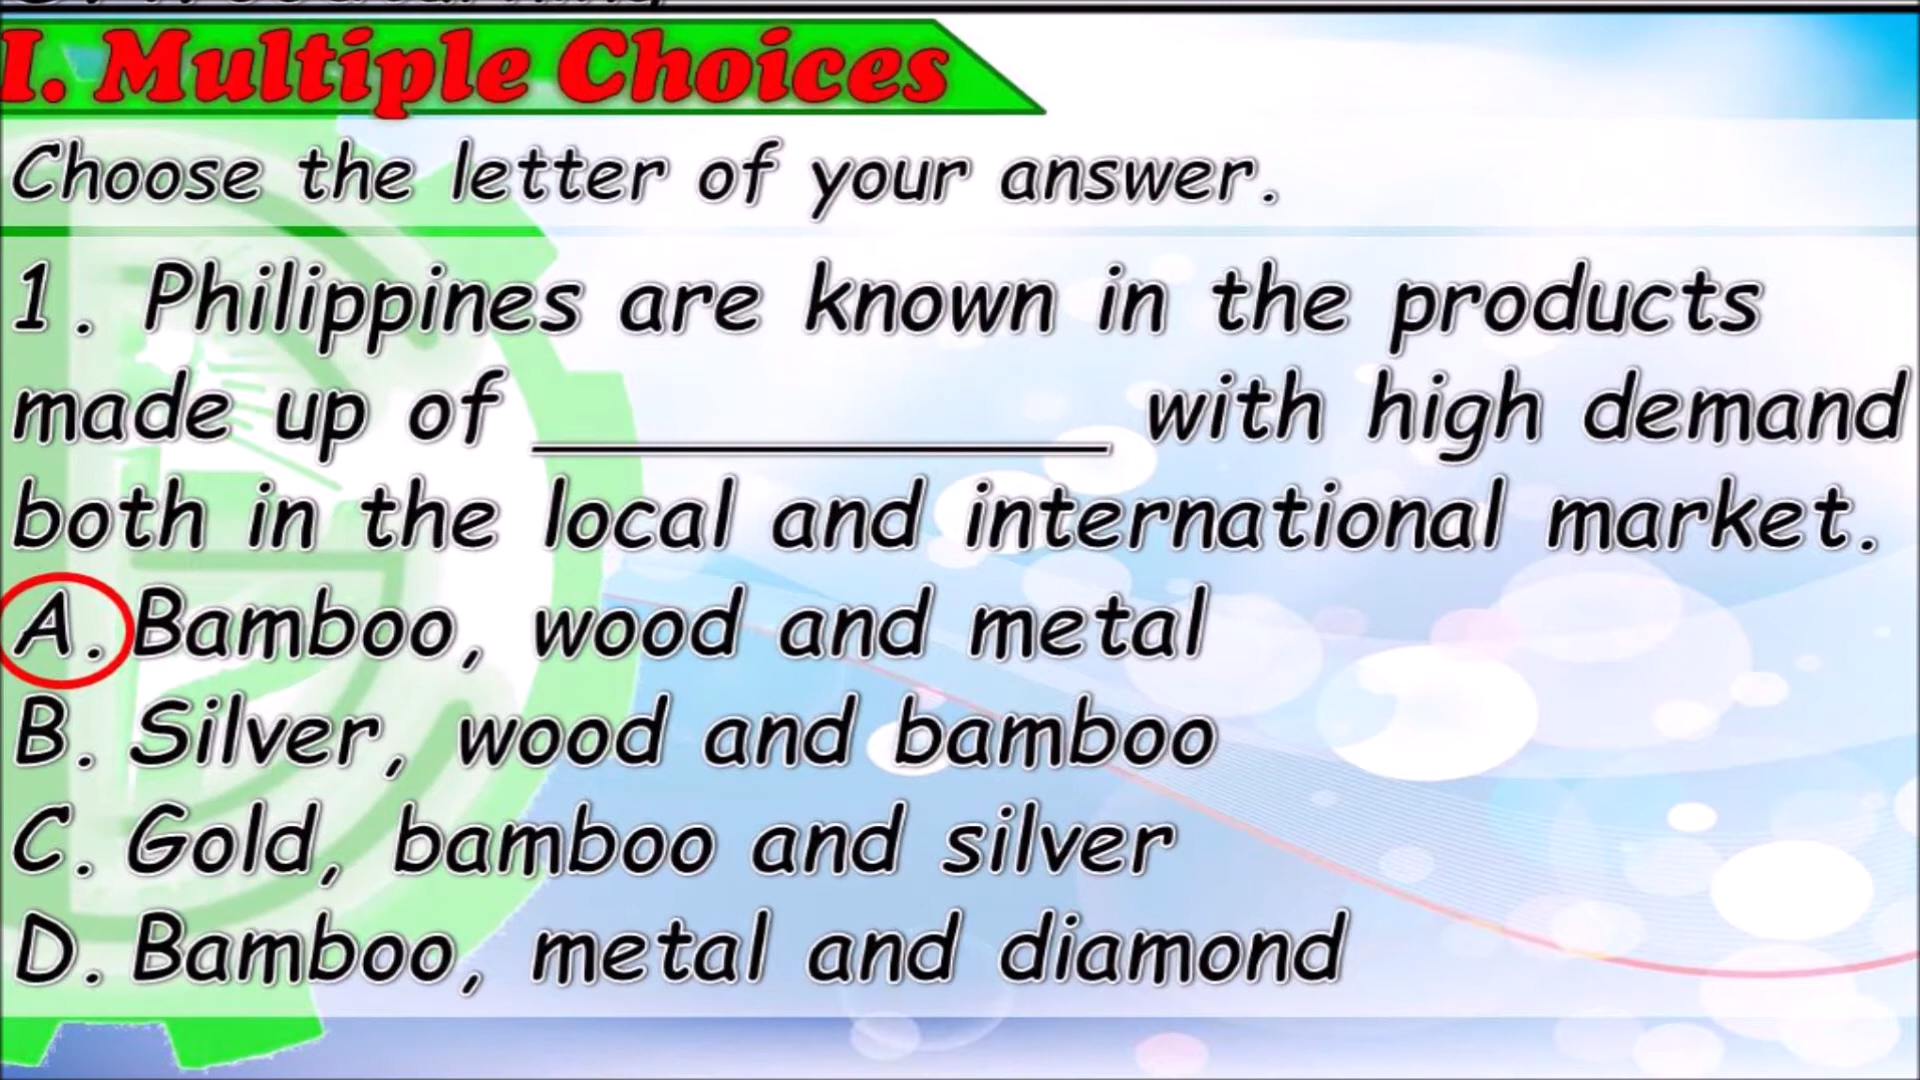 I. Multiple Choices
Choose the letter of your answer.
1. Philippines are known in the products
made up of ________________ with high demand
both in the local and international market.
A. Bamboo, wood and metal
B. Silver, wood and bamboo
C. Gold, bamboo and silver
D. Bamboo, metal and diamond